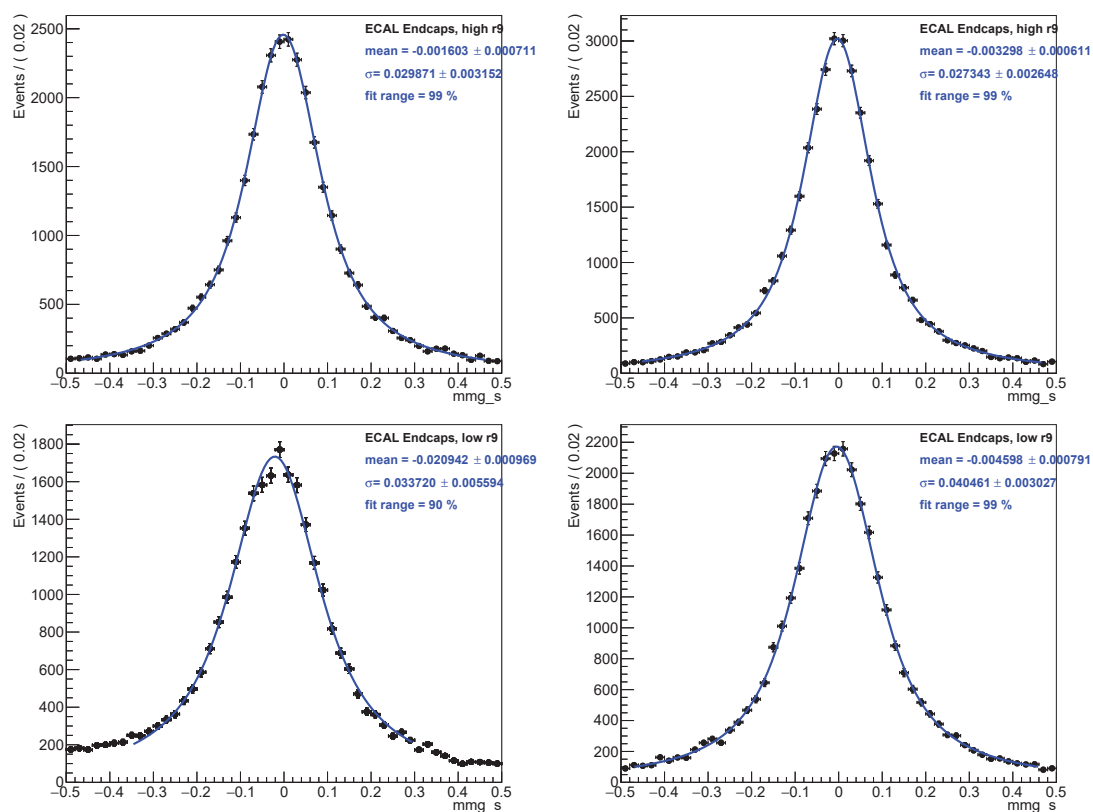 Events / ( 0.02 )
2500
2000
1500
1000
500
0
ECAL Endcaps, high r9
mean = -0.001603 ± 0.000711
σ= 0.029871 ± 0.003152
fit range = 99 %
−0.5 −0.4 −0.3 −0.2 −0.1 0 0.1 0.2 0.3 0.4 0.5
mmg_s
Events / ( 0.02 )
3000
2500
2000
1500
1000
500
0
ECAL Endcaps, high r9
mean = -0.003298 ± 0.000611
σ= 0.027343 ± 0.002648
fit range = 99 %
−0.5 −0.4 −0.3 −0.2 −0.1 0 0.1 0.2 0.3 0.4 0.5
mmg_s
Events / ( 0.02 )
1800
1600
1400
1200
1000
800
600
400
200
0
ECAL Endcaps, low r9
mean = -0.020942 ± 0.000969
σ= 0.033720 ± 0.005594
fit range = 90 %
−0.5 −0.4 −0.3 −0.2 −0.1 0 0.1 0.2 0.3 0.4 0.5
mmg_s
Events / ( 0.02 )
2200
2000
1800
1600
1400
1200
1000
800
600
400
200
0
ECAL Endcaps, low r9
mean = -0.004598 ± 0.000791
σ= 0.040461 ± 0.003027
fit range = 99 %
−0.5 −0.4 −0.3 −0.2 −0.1 0 0.1 0.2 0.3 0.4 0.5
mmg_s